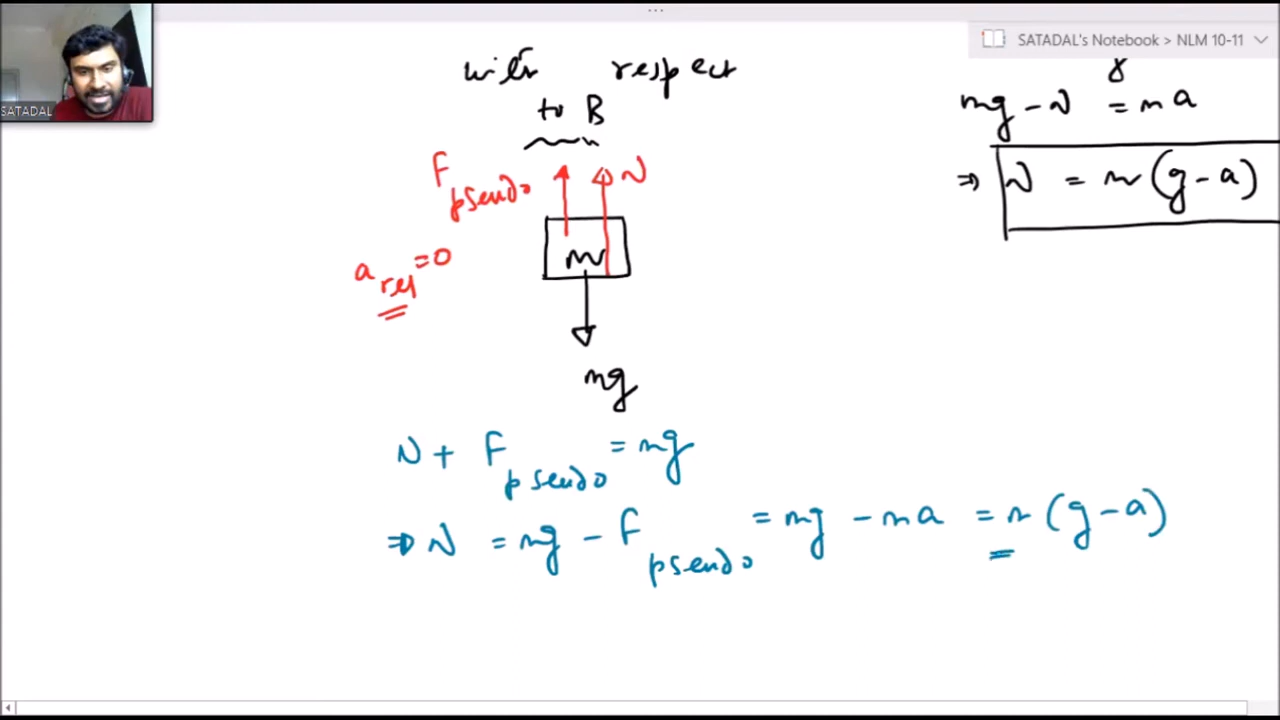 SATADAL
SATADAL's Notebook > NLM 10-11
with respect
to B
mg - N = ma
⇒ N = m(g-a)
F pseudo
N
a rel = 0
m
mg
N + F pseudo = mg
⇒ N = mg - F pseudo = mg - ma = m(g-a)